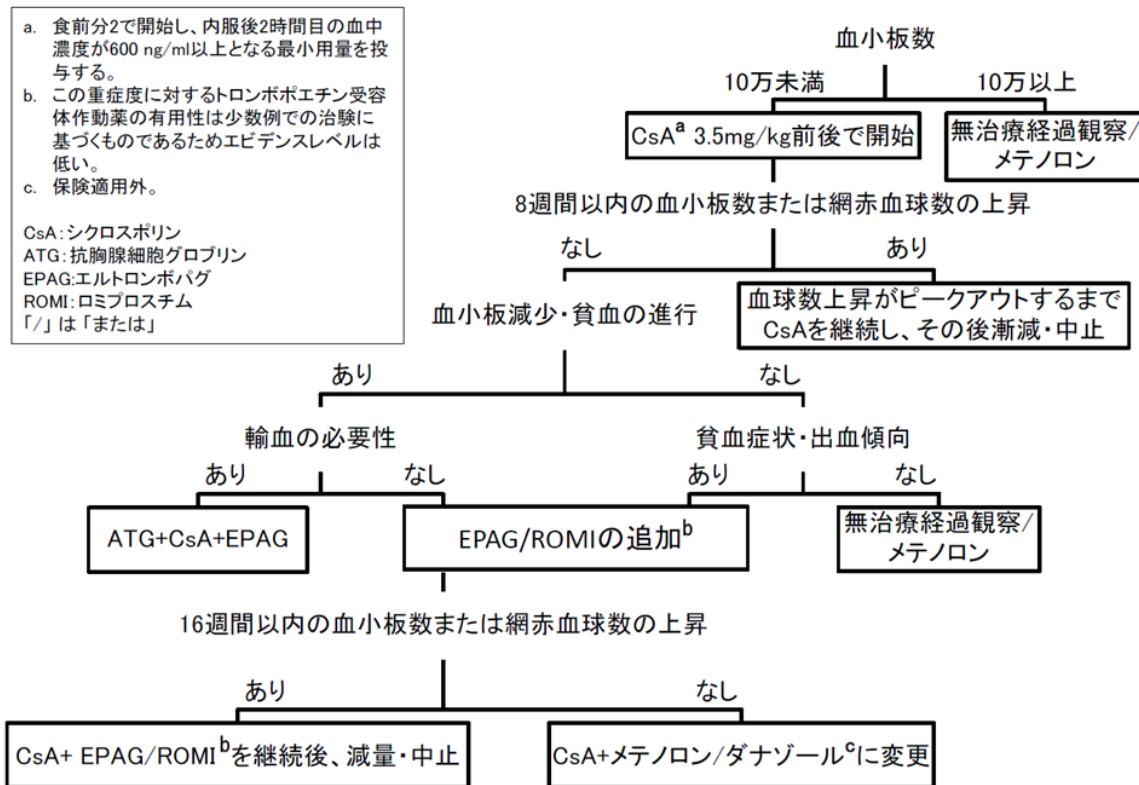 a. 食前分2で開始し、内服後2時間目の血中
濃度が600 ng/ml以上となる最小用量を投
与する。
b. この重症度に対するトロンボポエチン受容
体作動薬の有用性は少数例での治験に
基づくものであるためエビデンスレベルは
低い。
c. 保険適用外。
CsA:シクロスポリン
ATG:抗胸腺細胞グロブリン
EPAG:エルトロンボパグ
ROMI:ロミプロスチム
「/」は「または」
血小板数
10万未満
10万以上
CsAa 3.5mg/kg前後で開始
無治療経過観察/
メテノロン
8週間以内の血小板数または網赤血球数の上昇
なし
あり
血小板減少・貧血の進行
血球数上昇がピークアウトするまで
CsAを継続し、その後漸減・中止
あり
なし
輸血の必要性
貧血症状・出血傾向
あり
なし
あり
なし
ATG+CsA+EPAG
EPAG/ROMIの追加b
無治療経過観察/
メテノロン
16週間以内の血小板数または網赤血球数の上昇
あり
なし
CsA+ EPAG/ROMIbを継続後、減量・中止
CsA+メテノロン/ダナゾールcに変更